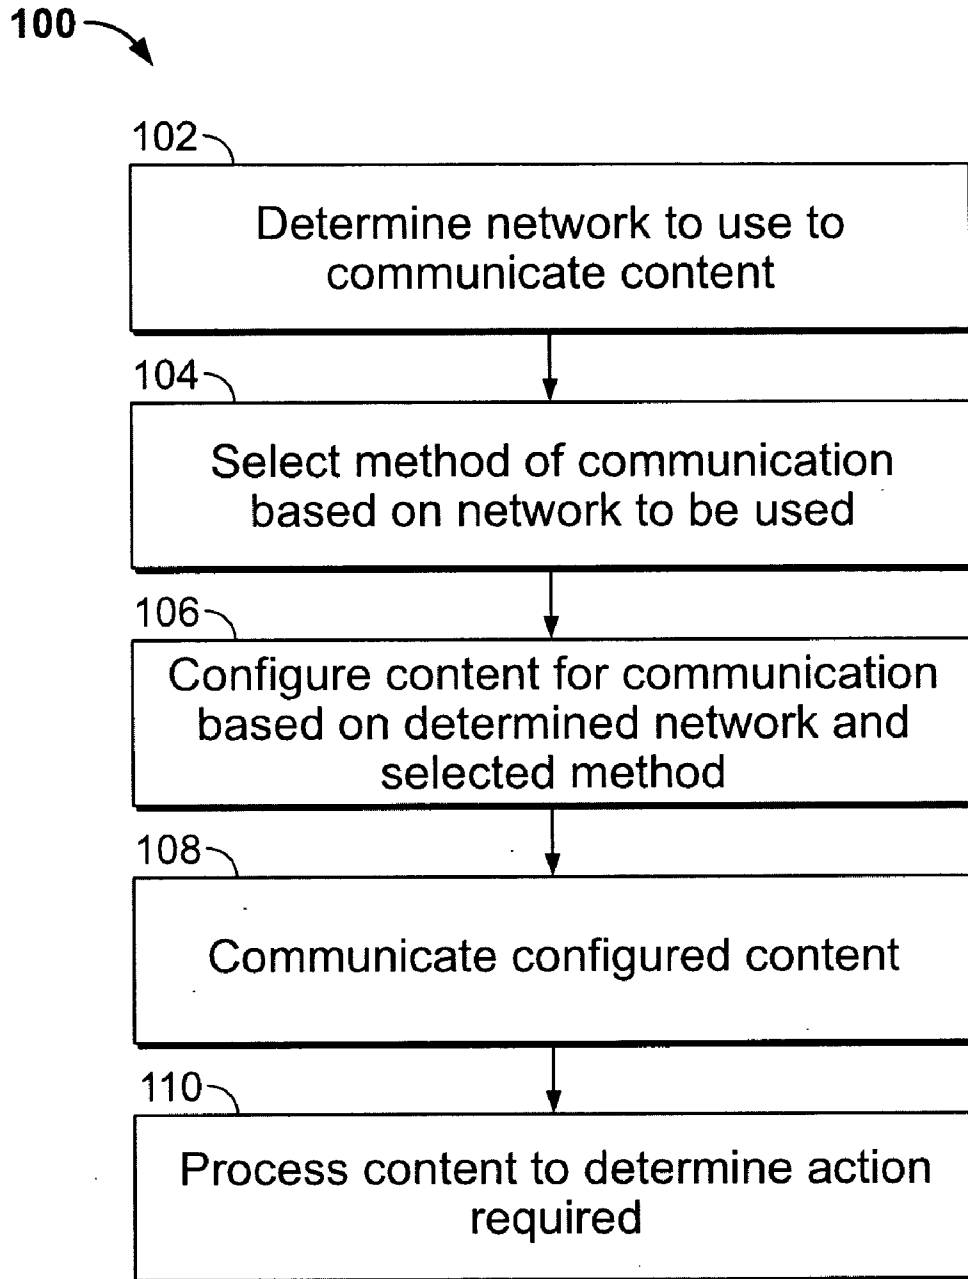 100
102
Determine network to use to
communicate content
104
Select method of communication
based on network to be used
106
Configure content for communication
based on determined network and
selected method
108
Communicate configured content
110
Process content to determine action
required